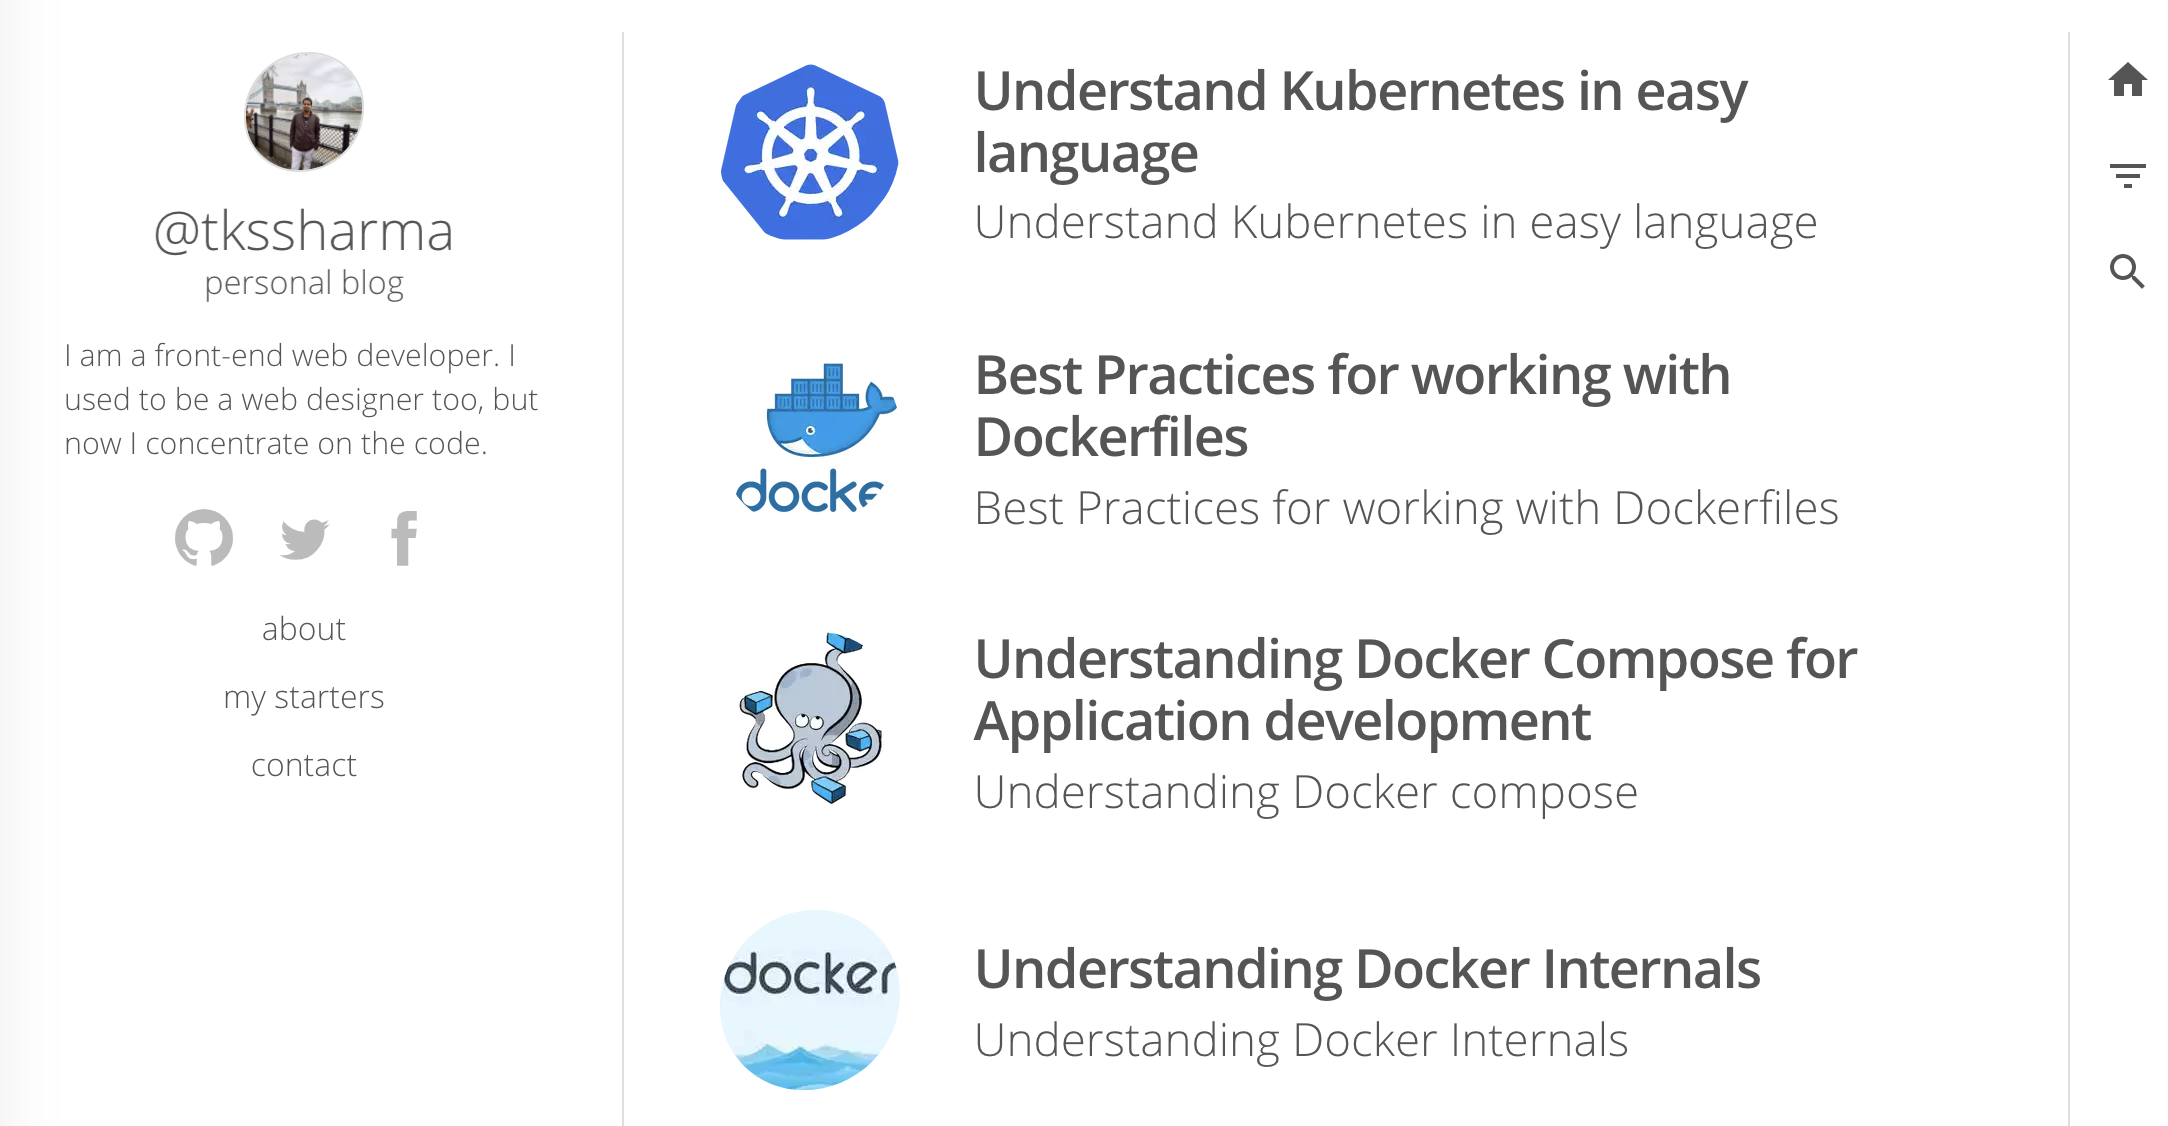 @tkssharma
personal blog
I am a front-end web developer. I
used to be a web designer too, but
now I concentrate on the code.
about
my starters
contact
Understand Kubernetes in easy
language
Understand Kubernetes in easy language
docke
Best Practices for working with
Dockerfiles
Best Practices for working with Dockerfiles
Understanding Docker Compose for
Application development
Understanding Docker compose
docker
Understanding Docker Internals
Understanding Docker Internals